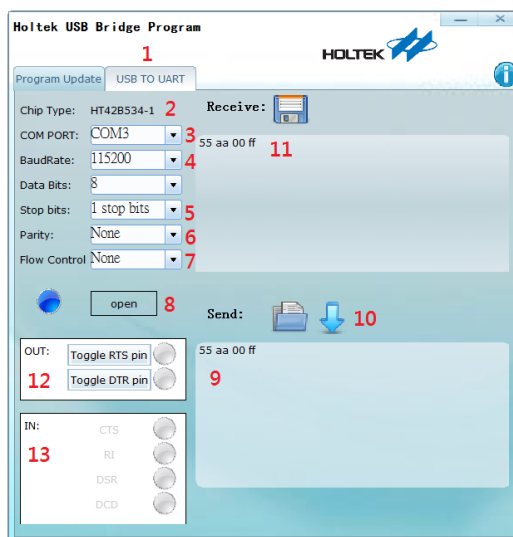 Holtek USB Bridge Program
1
HOLTEK
Program Update USB TO UART
Chip Type: HT42B534-1 2
COM PORT: COM3 3
BaudRate: 115200 4
Data Bits: 8
Stop bits: 1 stop bits 5
Parity: None 6
Flow Control None 7
open 8
OUT: Toggle RTS pin
12 Toggle DTR pin
IN:
13
CTS
RI
DSR
DCD
Receive:
55 aa 00 ff 11
Send: 10
55 aa 00 ff
9